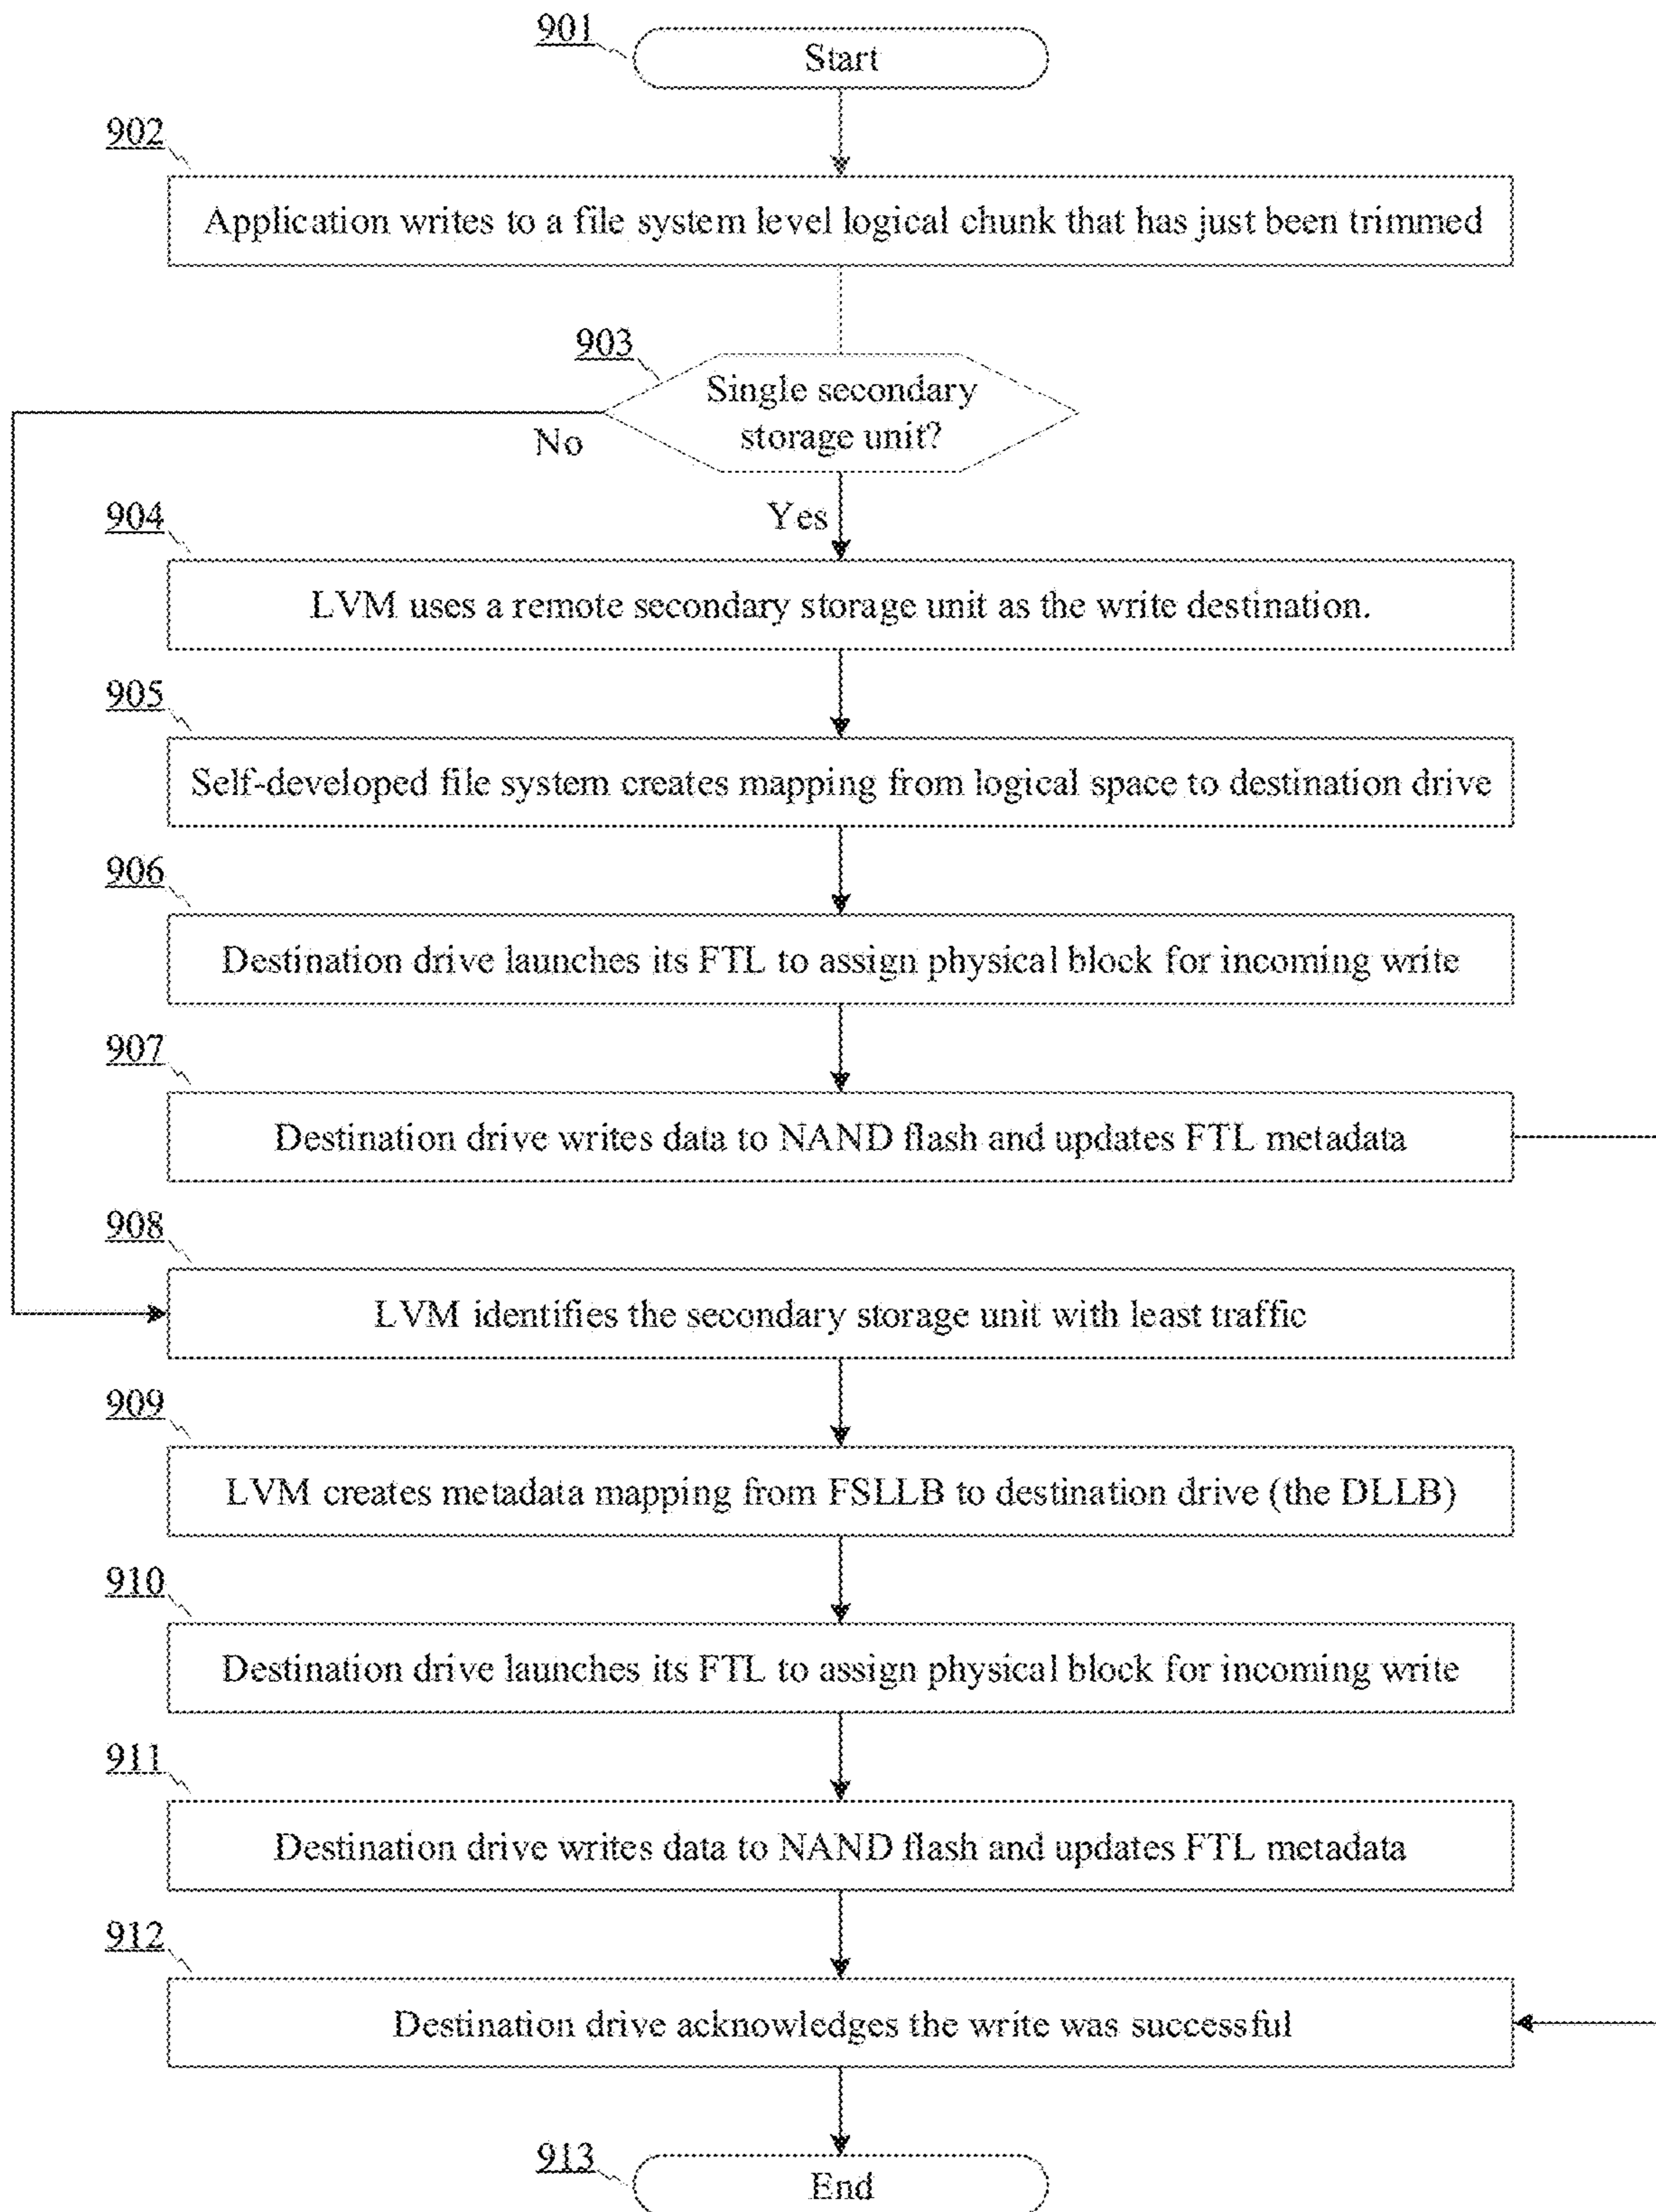 901
Start
902
Application writes to a file system level logical chunk that has just been trimmed
903
Single secondary
storage unit?
No
Yes
904
LVM uses a remote secondary storage unit as the write destination.
905
Self-developed file system creates mapping from logical space to destination drive
906
Destination drive launches its FTL to assign physical block for incoming write
907
Destination drive writes data to NAND flash and updates FTL metadata
908
LVM identifies the secondary storage unit with least traffic
909
LVM creates metadata mapping from FSLLB to destination drive (the DLLB)
910
Destination drive launches its FTL to assign physical block for incoming write
911
Destination drive writes data to NAND flash and updates FTL metadata
912
Destination drive acknowledges the write was successful
913
End